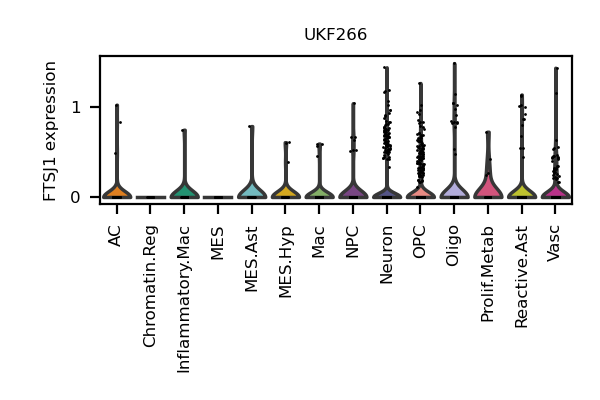 UKF266
FTSJ1 expression
1
0
AC
Chromatin.Reg
Inflammatory.Mac
MES
MES.Ast
MES.Hyp
Mac
NPC
Neuron
OPC
Oligo
Prolif.Metab
Reactive.Ast
Vasc